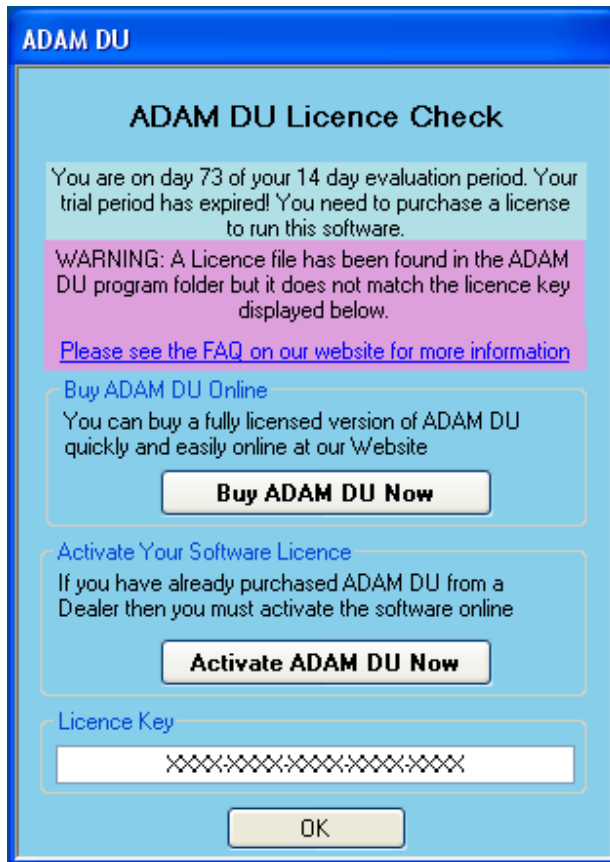 ADAM DU
ADAM DU Licence Check
You are on day 73 of your 14 day evaluation period. Your
trial period has expired! You need to purchase a license
to run this software.
WARNING: A Licence file has been found in the ADAM
DU program folder but it does not match the licence key
displayed below.
Please see the FAQ on our website for more information
Buy ADAM DU Online
You can buy a fully licensed version of ADAM DU
quickly and easily online at our Website
Buy ADAM DU Now
Activate Your Software Licence
If you have already purchased ADAM DU from a
Dealer then you must activate the software online
Activate ADAM DU Now
Licence Key
XXXX-XXXX-XXXX-XXXX-XXXX
OK